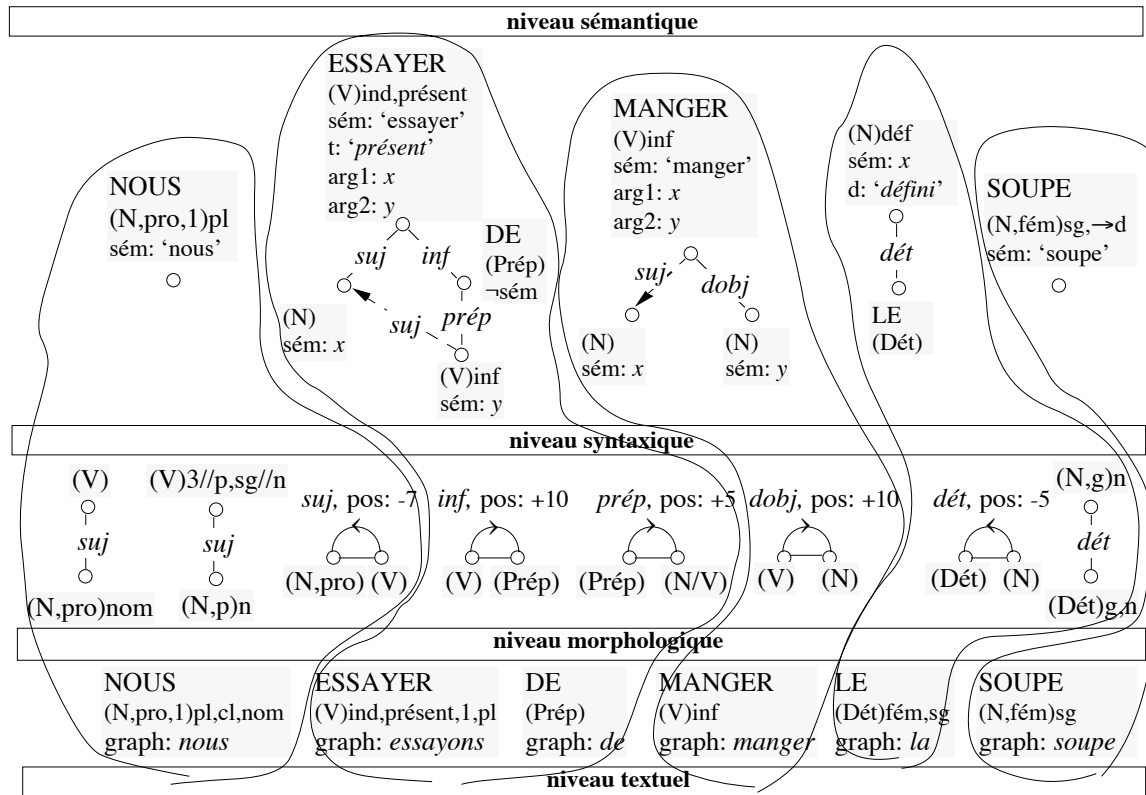 niveau sémantique
NOUS
(N,pro,1)pl
sém: ‘nous’
ESSAYER
(V)ind,présent
sém: ‘essayer’
t: ‘présent’
arg1: x
arg2: y
suj
inf
DE
(Prép)
¬sém
suj
prép
(N)
sém: x
(V)inf
sém: y
MANGER
(V)inf
sém: ‘manger’
arg1: x
arg2: y
suj
dobj
(N)
sém: x
(N)
sém: y
(N)déf
sém: x
d: ‘défini’
dét
LE
(Dét)
SOUPE
(N,fém)sg,→d
sém: ‘soupe’
niveau syntaxique
(V)
suj
(N,pro)nom
(V)3//p,sg//n
suj
(N,p)n
suj, pos: -7
(N,pro) (V)
inf, pos: +10
(V) (Prép)
prép, pos: +5
(Prép) (N/V)
dobj, pos: +10
(V) (N)
dét, pos: -5
(Dét) (N)
(N,g)n
dét
(Dét)g,n
niveau morphologique
NOUS
(N,pro,1)pl,cl,nom
graph: nous
ESSAYER
(V)ind,présent,1,pl
graph: essayons
DE
(Prép)
graph: de
MANGER
(V)inf
graph: manger
LE
(Dét)fém,sg
graph: la
SOUPE
(N,fém)sg
graph: soupe
niveau textuel